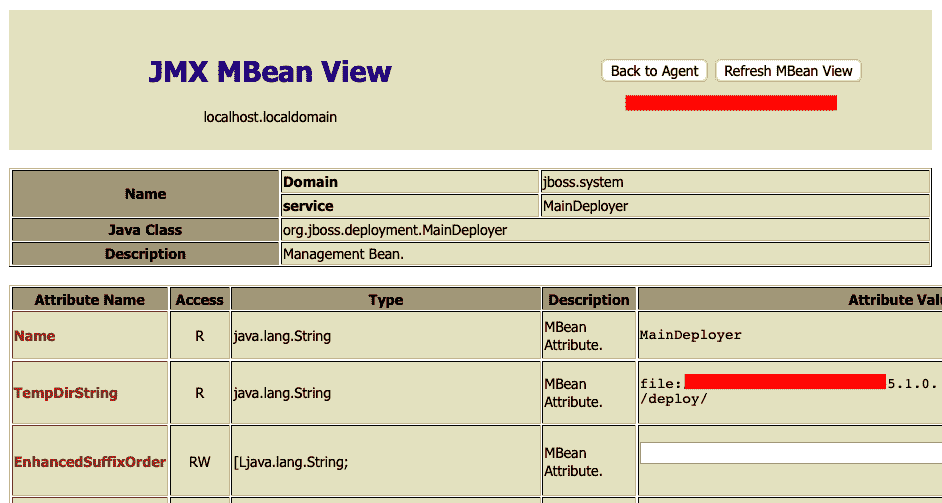 JMX MBean View
Back to Agent Refresh MBean View
localhost.localdomain
Name Domain jboss.system
service MainDeployer
Java Class org.jboss.deployment.MainDeployer
Description Management Bean.
Attribute Name Access Type Description Attribute Valu
Name R java.lang.String MBean Attribute. MainDeployer
TempDirString R java.lang.String MBean Attribute. file: 5.1.0. /deploy/
EnhancedSuffixOrder RW [Ljava.lang.String; MBean Attribute.